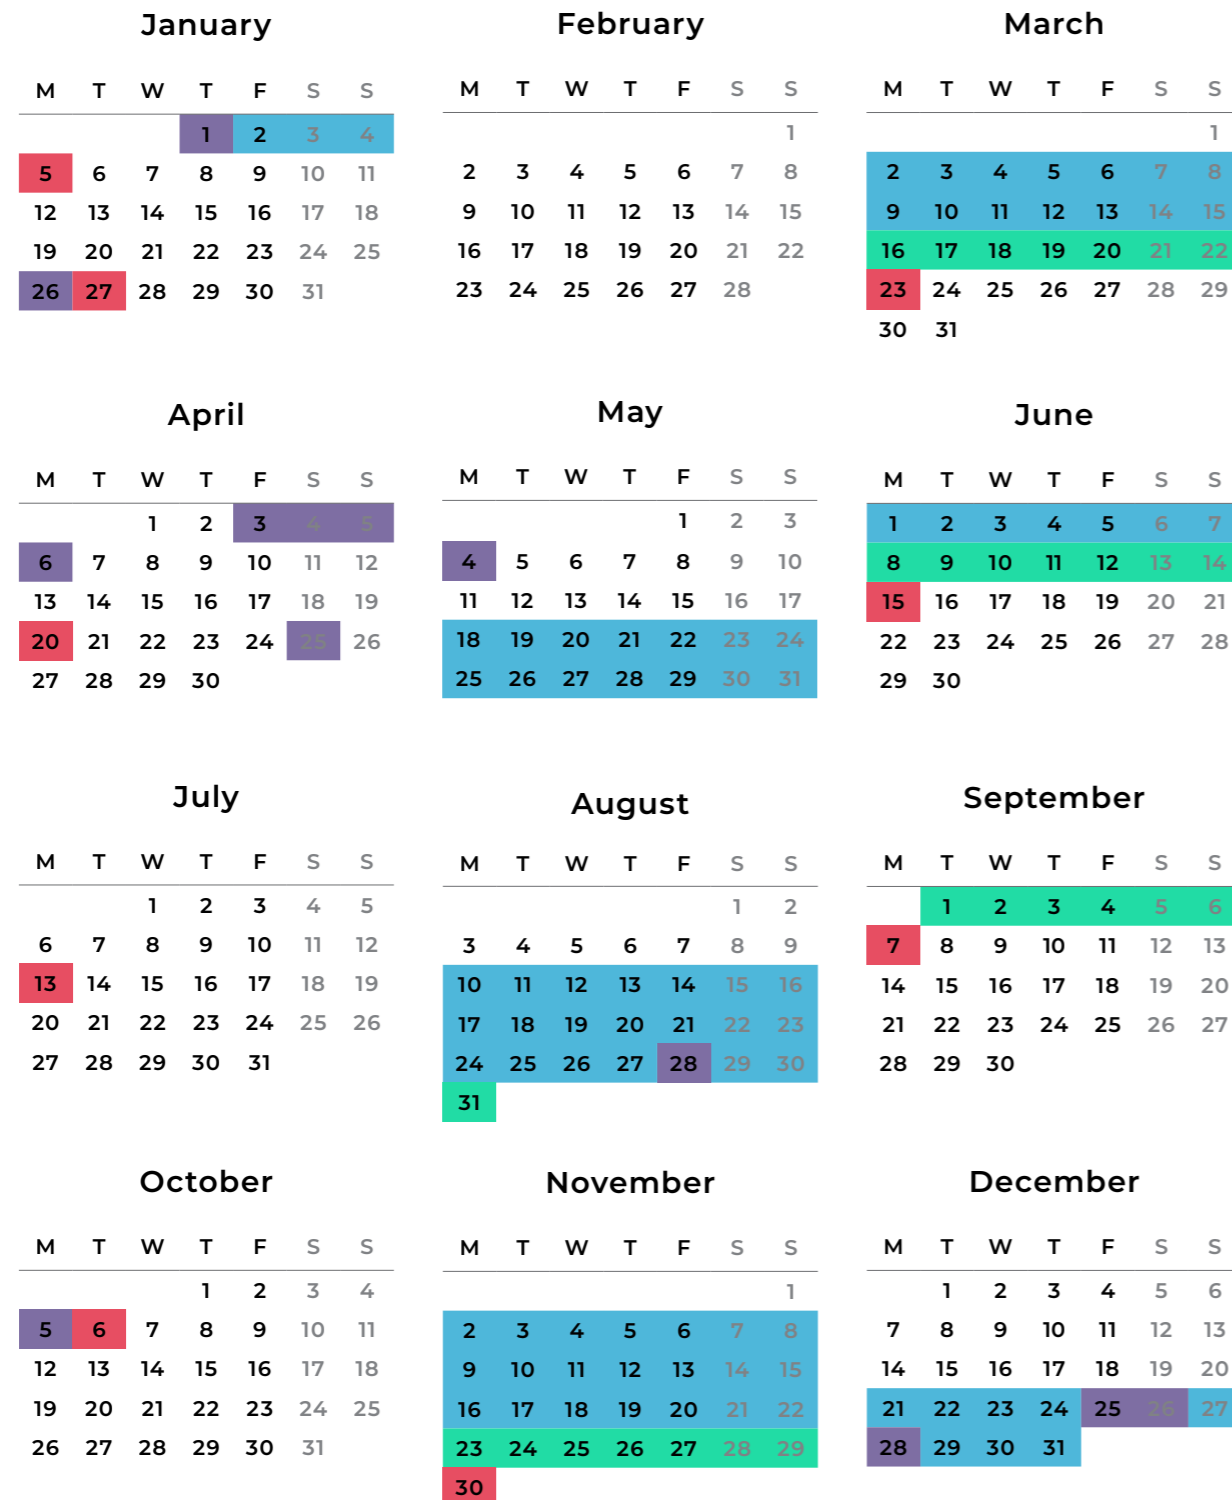 January
M T W T F S S
1 2 3 4
5 6 7 8 9 10 11
12 13 14 15 16 17 18
19 20 21 22 23 24 25
26 27 28 29 30 31
February
M T W T F S S
1
2 3 4 5 6 7 8
9 10 11 12 13 14 15
16 17 18 19 20 21 22
23 24 25 26 27 28
March
M T W T F S S
1
2 3 4 5 6 7 8
9 10 11 12 13 14 15
16 17 18 19 20 21 22
23 24 25 26 27 28 29
30 31
April
M T W T F S S
1 2 3 4 5
6 7 8 9 10 11 12
13 14 15 16 17 18 19
20 21 22 23 24 25 26
27 28 29 30
May
M T W T F S S
1 2 3
4 5 6 7 8 9 10
11 12 13 14 15 16 17
18 19 20 21 22 23 24
25 26 27 28 29 30 31
June
M T W T F S S
1 2 3 4 5 6 7
8 9 10 11 12 13 14
15 16 17 18 19 20 21
22 23 24 25 26 27 28
29 30
July
M T W T F S S
1 2 3 4 5
6 7 8 9 10 11 12
13 14 15 16 17 18 19
20 21 22 23 24 25 26
27 28 29 30 31
August
M T W T F S S
1 2
3 4 5 6 7 8 9
10 11 12 13 14 15 16
17 18 19 20 21 22 23
24 25 26 27 28 29 30
31
September
M T W T F S S
1 2 3 4 5 6
7 8 9 10 11 12 13
14 15 16 17 18 19 20
21 22 23 24 25 26 27
28 29 30
October
M T W T F S S
1 2 3 4
5 6 7 8 9 10 11
12 13 14 15 16 17 18
19 20 21 22 23 24 25
26 27 28 29 30 31
November
M T W T F S S
1
2 3 4 5 6 7 8
9 10 11 12 13 14 15
16 17 18 19 20 21 22
23 24 25 26 27 28 29
30
December
M T W T F S S
1 2 3 4 5 6
7 8 9 10 11 12 13
14 15 16 17 18 19 20
21 22 23 24 25 26 27
28 29 30 31